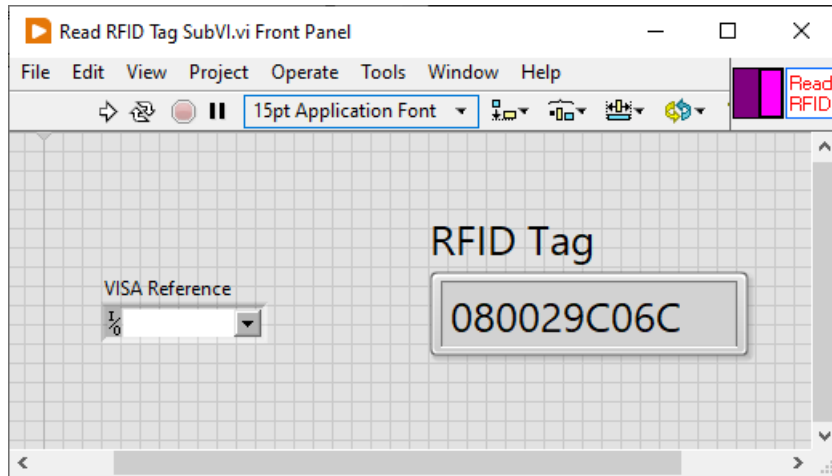 Read RFID Tag SubVI.vi Front Panel
File Edit View Project Operate Tools Window Help
Read
RFID
15pt Application Font
RFID Tag
VISA Reference
I/O
080029C06C